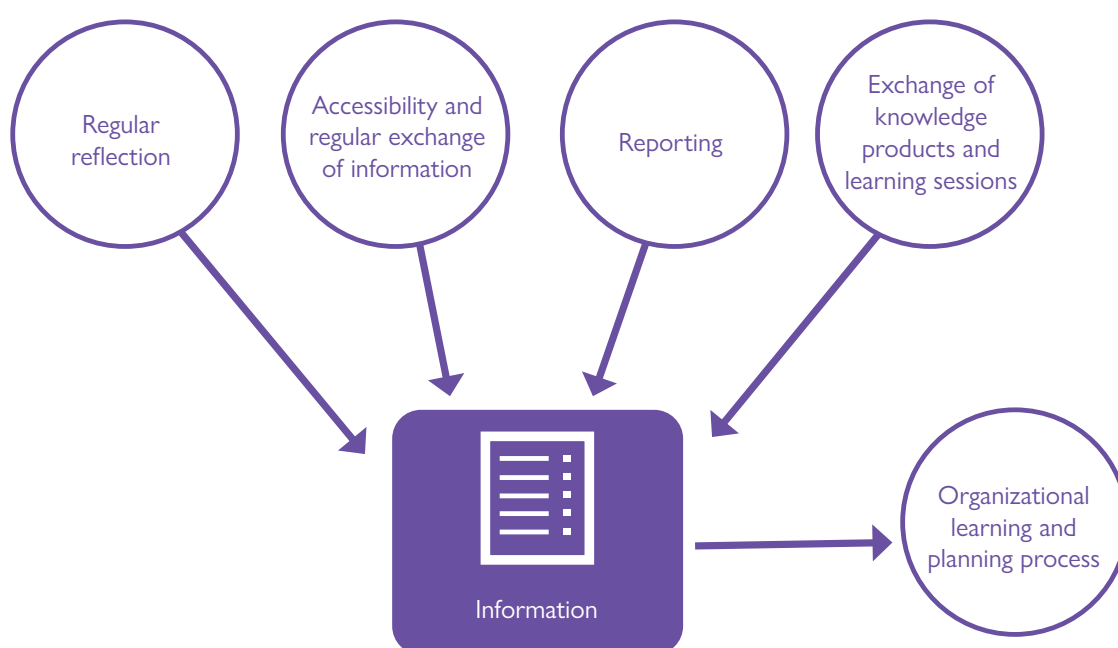 Regular
reflection
Accessibility and
regular exchange
of information
Reporting
Exchange of
knowledge
products and
learning sessions
Organizational
learning and
planning process
Information